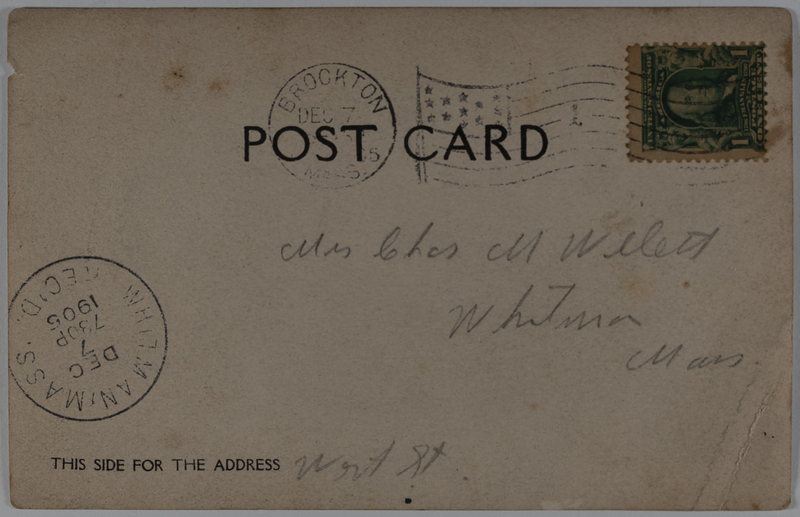 BROCKTON
DEC 7
MASS.
POST CARD
1
Mrs Chas M Willett
Whitman
Mass
WHITMAN, MASS.
REC'D.
DEC
7
730P
1905
THIS SIDE FOR THE ADDRESS West St.